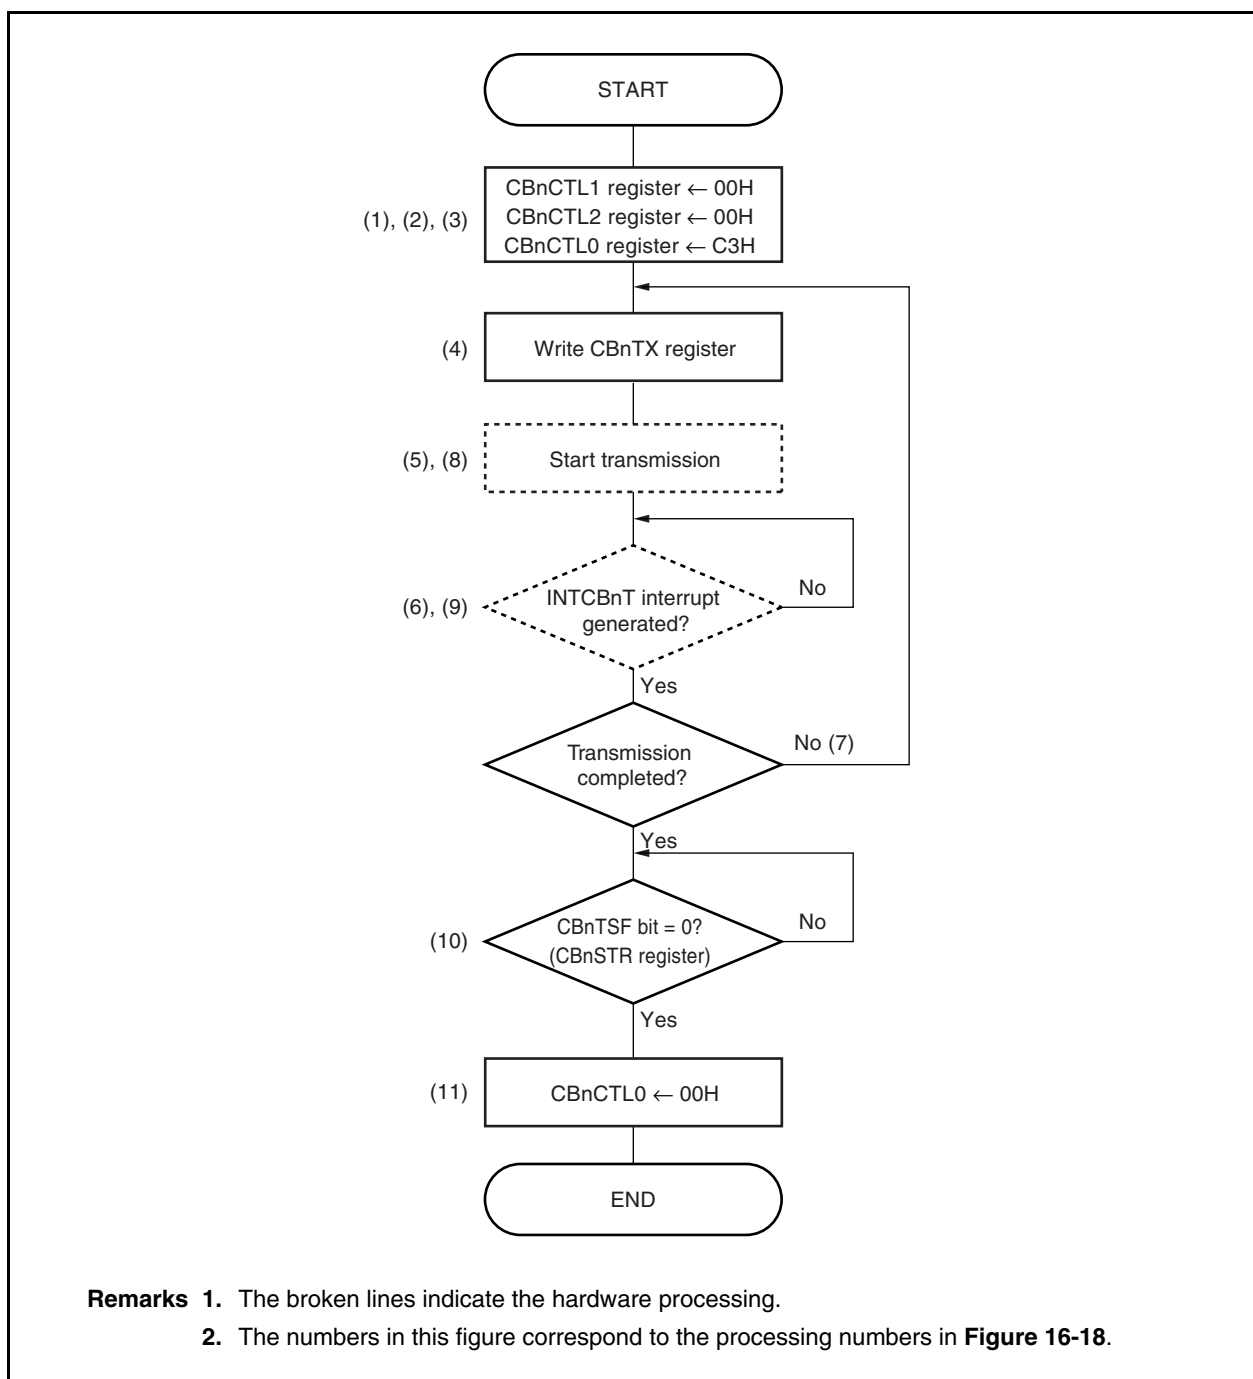 START
CBnCTL1 register ← 00H
CBnCTL2 register ← 00H
CBnCTL0 register ← C3H
(1), (2), (3)
(4)
Write CBnTX register
(5), (8)
Start transmission
(6), (9)
INTCBnT interrupt
generated?
No
Yes
Transmission
completed?
No (7)
Yes
(10)
CBnTSF bit = 0?
(CBnSTR register)
No
Yes
(11)
CBnCTL0 ← 00H
END
Remarks 1. The broken lines indicate the hardware processing.
2. The numbers in this figure correspond to the processing numbers in Figure 16-18.